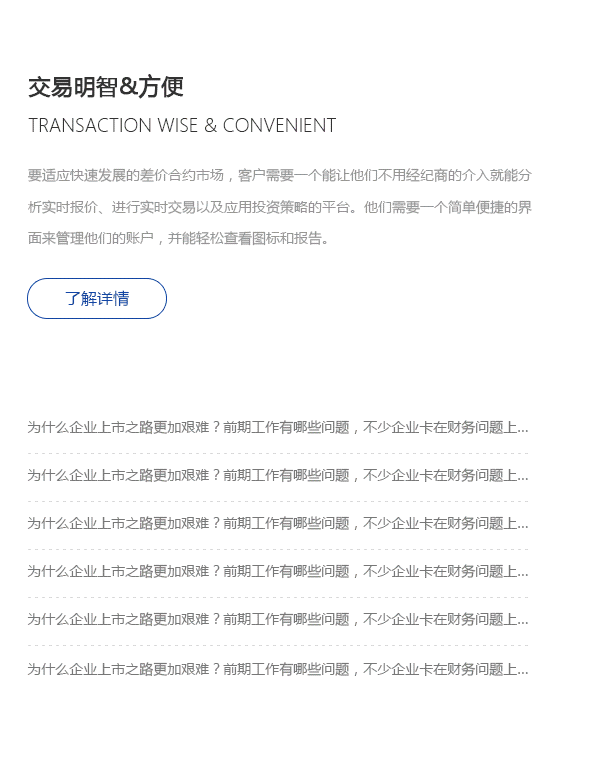 交易明智&方便
TRANSACTION WISE & CONVENIENT
要适应快速发展的差价合约市场，客户需要一个能让他们不用经纪商的介入就能分
析实时报价、进行实时交易以及应用投资策略的平台。他们需要一个简单便捷的界
面来管理他们的账户，并能轻松查看图标和报告。
了解详情
为什么企业上市之路更加艰难？前期工作有哪些问题，不少企业卡在财务问题上...
为什么企业上市之路更加艰难？前期工作有哪些问题，不少企业卡在财务问题上...
为什么企业上市之路更加艰难？前期工作有哪些问题，不少企业卡在财务问题上...
为什么企业上市之路更加艰难？前期工作有哪些问题，不少企业卡在财务问题上...
为什么企业上市之路更加艰难？前期工作有哪些问题，不少企业卡在财务问题上...
为什么企业上市之路更加艰难？前期工作有哪些问题，不少企业卡在财务问题上...